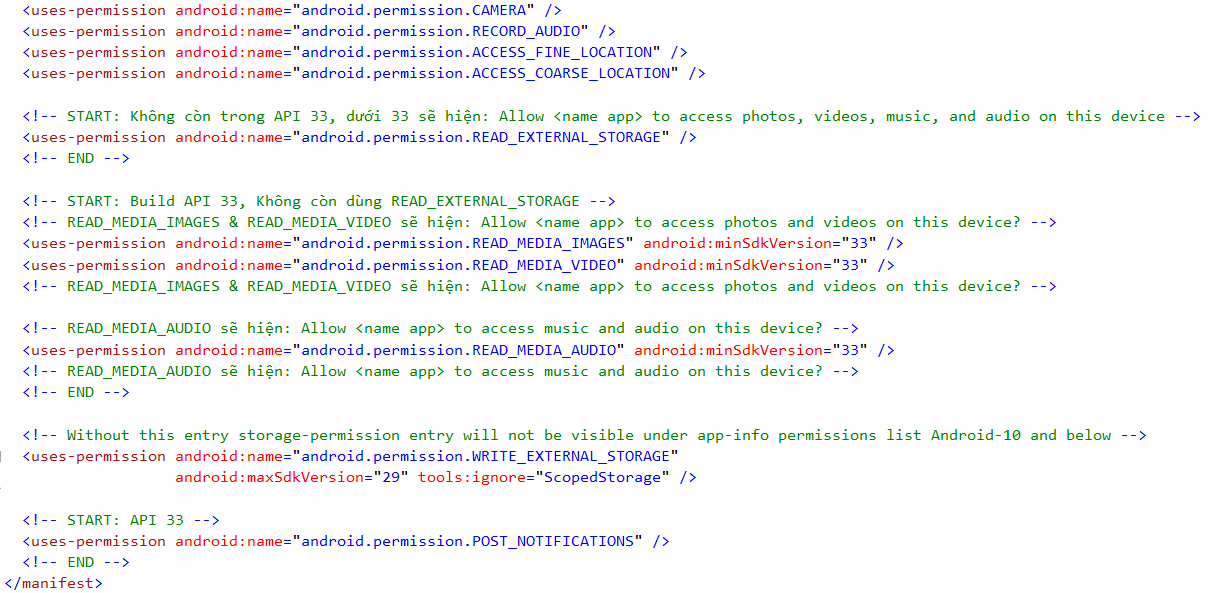 <uses-permission android:name="android.permission.CAMERA" />
<uses-permission android:name="android.permission.RECORD_AUDIO" />
<uses-permission android:name="android.permission.ACCESS_FINE_LOCATION" />
<uses-permission android:name="android.permission.ACCESS_COARSE_LOCATION" />
<!-- START: Không còn trong API 33, dưới 33 sẽ hiện: Allow <name app> to access photos, videos, music, and audio on this device -->
<uses-permission android:name="android.permission.READ_EXTERNAL_STORAGE" />
<!-- END -->
<!-- START: Build API 33, Không còn dùng READ_EXTERNAL_STORAGE -->
<!-- READ_MEDIA_IMAGES & READ_MEDIA_VIDEO sẽ hiện: Allow <name app> to access photos and videos on this device? -->
<uses-permission android:name="android.permission.READ_MEDIA_IMAGES" android:minSdkVersion="33" />
<uses-permission android:name="android.permission.READ_MEDIA_VIDEO" android:minSdkVersion="33" />
<!-- READ_MEDIA_IMAGES & READ_MEDIA_VIDEO sẽ hiện: Allow <name app> to access photos and videos on this device? -->
<!-- READ_MEDIA_AUDIO sẽ hiện: Allow <name app> to access music and audio on this device? -->
<uses-permission android:name="android.permission.READ_MEDIA_AUDIO" android:minSdkVersion="33" />
<!-- READ_MEDIA_AUDIO sẽ hiện: Allow <name app> to access music and audio on this device? -->
<!-- END -->
<!-- Without this entry storage-permission entry will not be visible under app-info permissions list Android-10 and below -->
<uses-permission android:name="android.permission.WRITE_EXTERNAL_STORAGE"
android:maxSdkVersion="29" tools:ignore="ScopedStorage" />
<!-- START: API 33 -->
<uses-permission android:name="android.permission.POST_NOTIFICATIONS" />
<!-- END -->
</manifest>